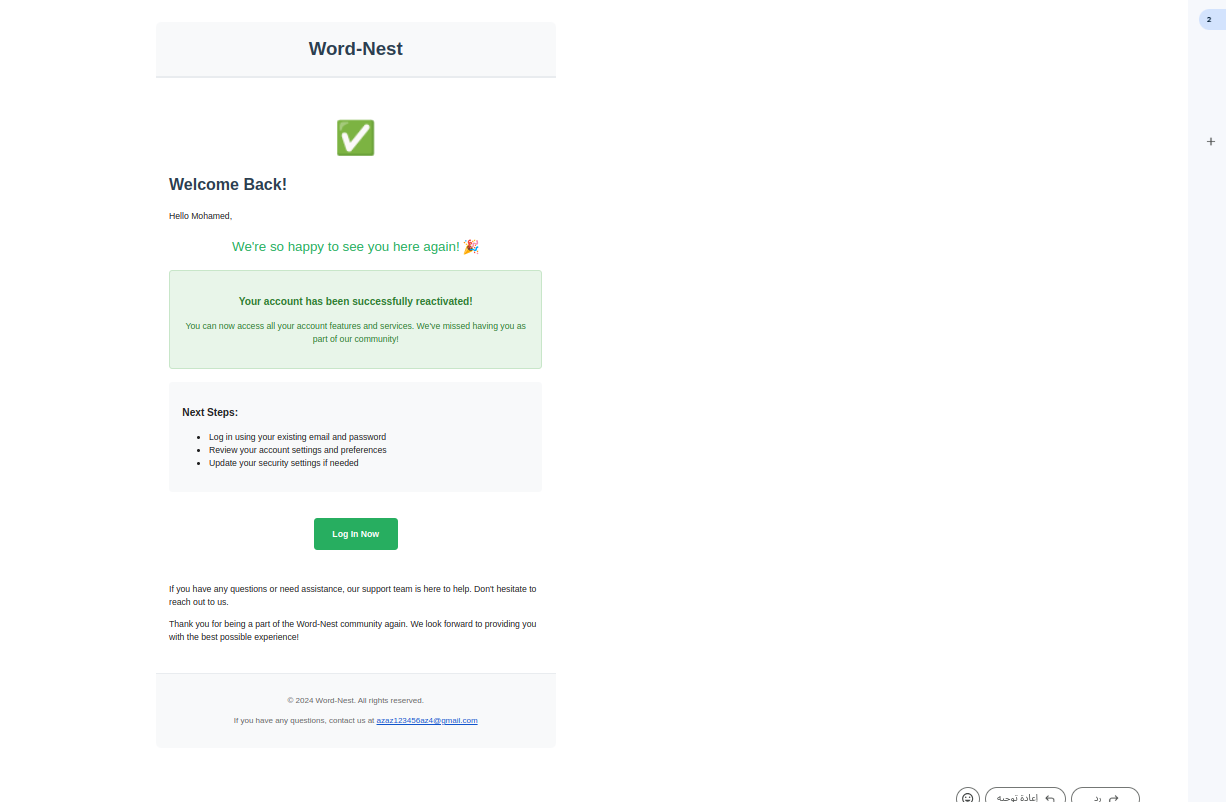 2
Word-Nest
Welcome Back!
Hello Mohamed,
We're so happy to see you here again! 🎉
Your account has been successfully reactivated!
You can now access all your account features and services. We've missed having you as
part of our community!
Next Steps:
• Log in using your existing email and password
• Review your account settings and preferences
• Update your security settings if needed
Log In Now
If you have any questions or need assistance, our support team is here to help. Don't hesitate to
reach out to us.
Thank you for being a part of the Word-Nest community again. We look forward to providing you
with the best possible experience!
© 2024 Word-Nest. All rights reserved.
If you have any questions, contact us at azaz123456az4@gmail.com
رد
إعادة توجيه